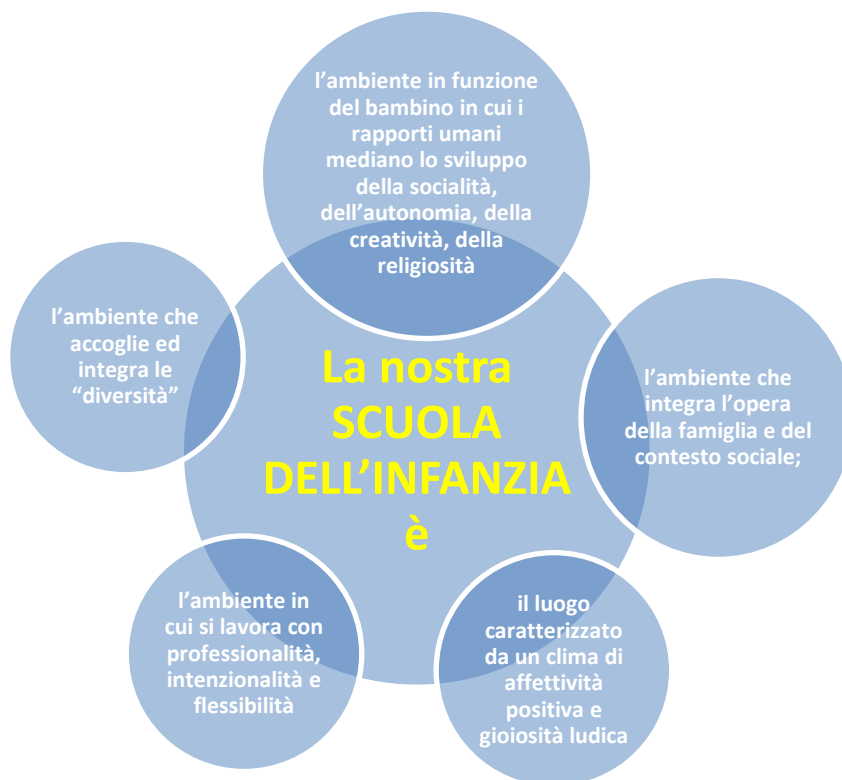 l'ambiente in funzione
del bambino in cui i
rapporti umani
mediano lo sviluppo
della socialità,
dell'autonomia, della
creatività, della
religiosità
l'ambiente che
accoglie ed
integra le
“diversità”
La nostra
SCUOLA
DELL'INFANZIA
è
l'ambiente che
integra l'opera
della famiglia e del
contesto sociale;
l'ambiente in
cui si lavora con
professionalità,
intenzionalità e
flessibilità
il luogo
caratterizzato
da un clima di
affettività
positiva e
gioiosità ludica